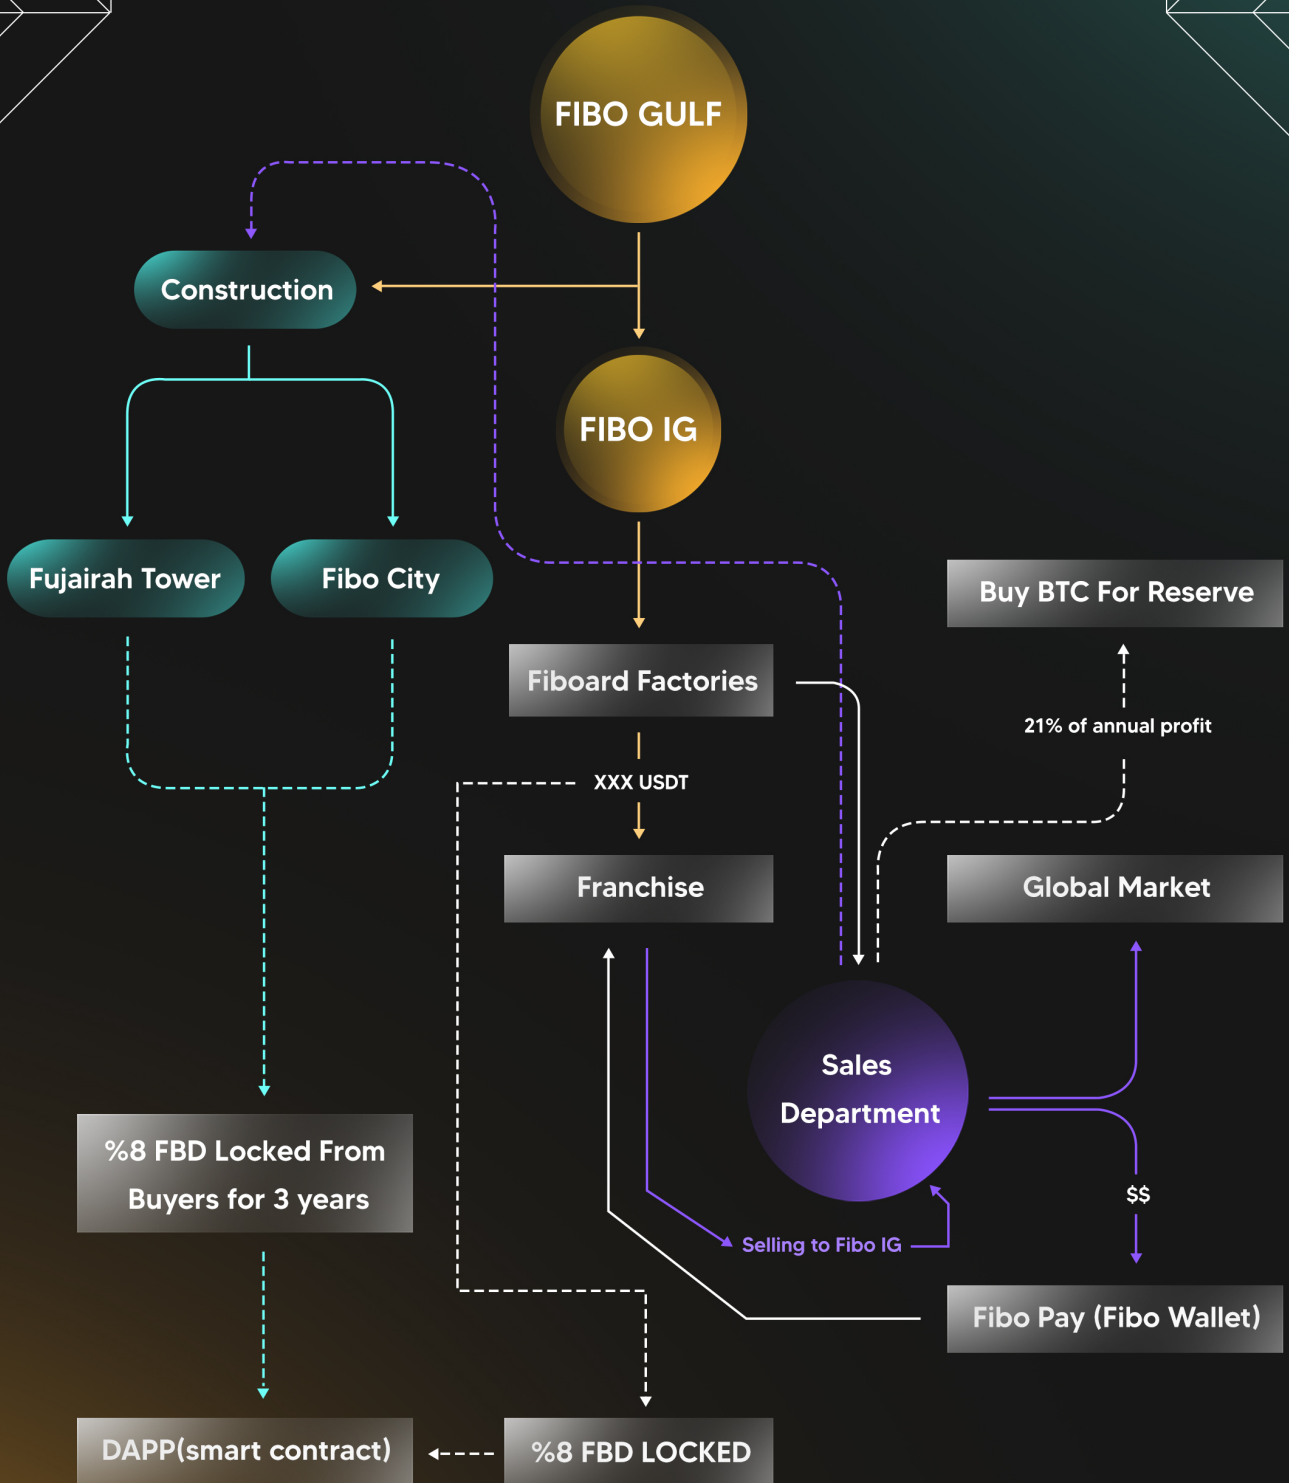 FIBO GULF
Construction
FIBO IG
Fujairah Tower
Fibo City
Buy BTC For Reserve
Fiboard Factories
21% of annual profit
XXX USDT
Franchise
Global Market
Sales
Department
%8 FBD Locked From
Buyers for 3 years
$$
Selling to Fibo IG
Fibo Pay (Fibo Wallet)
DAPP(smart contract)
%8 FBD LOCKED